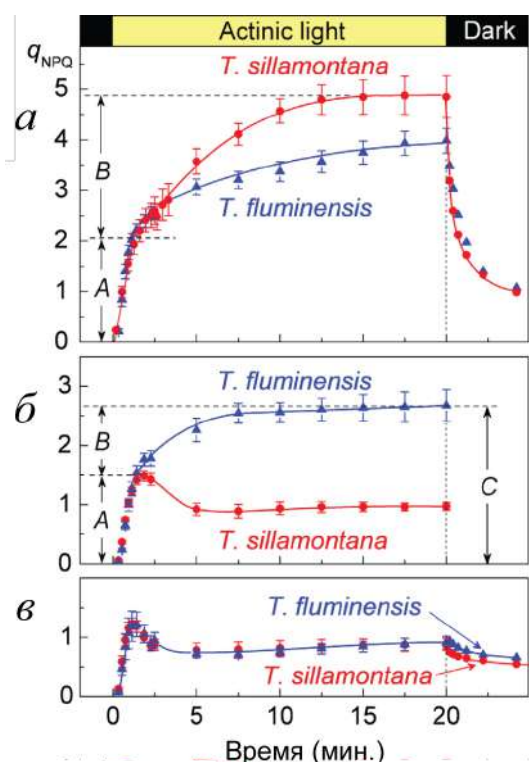 Actinic light Dark
q NPQ
а
5
4
3
2
1
0
B
A
T. sillamontana
T. fluminensis
б
3
2
1
0
B
A
C
T. fluminensis
T. sillamontana
в
1
0
T. fluminensis
T. sillamontana
0 5 10 15 20
Время (мин.)